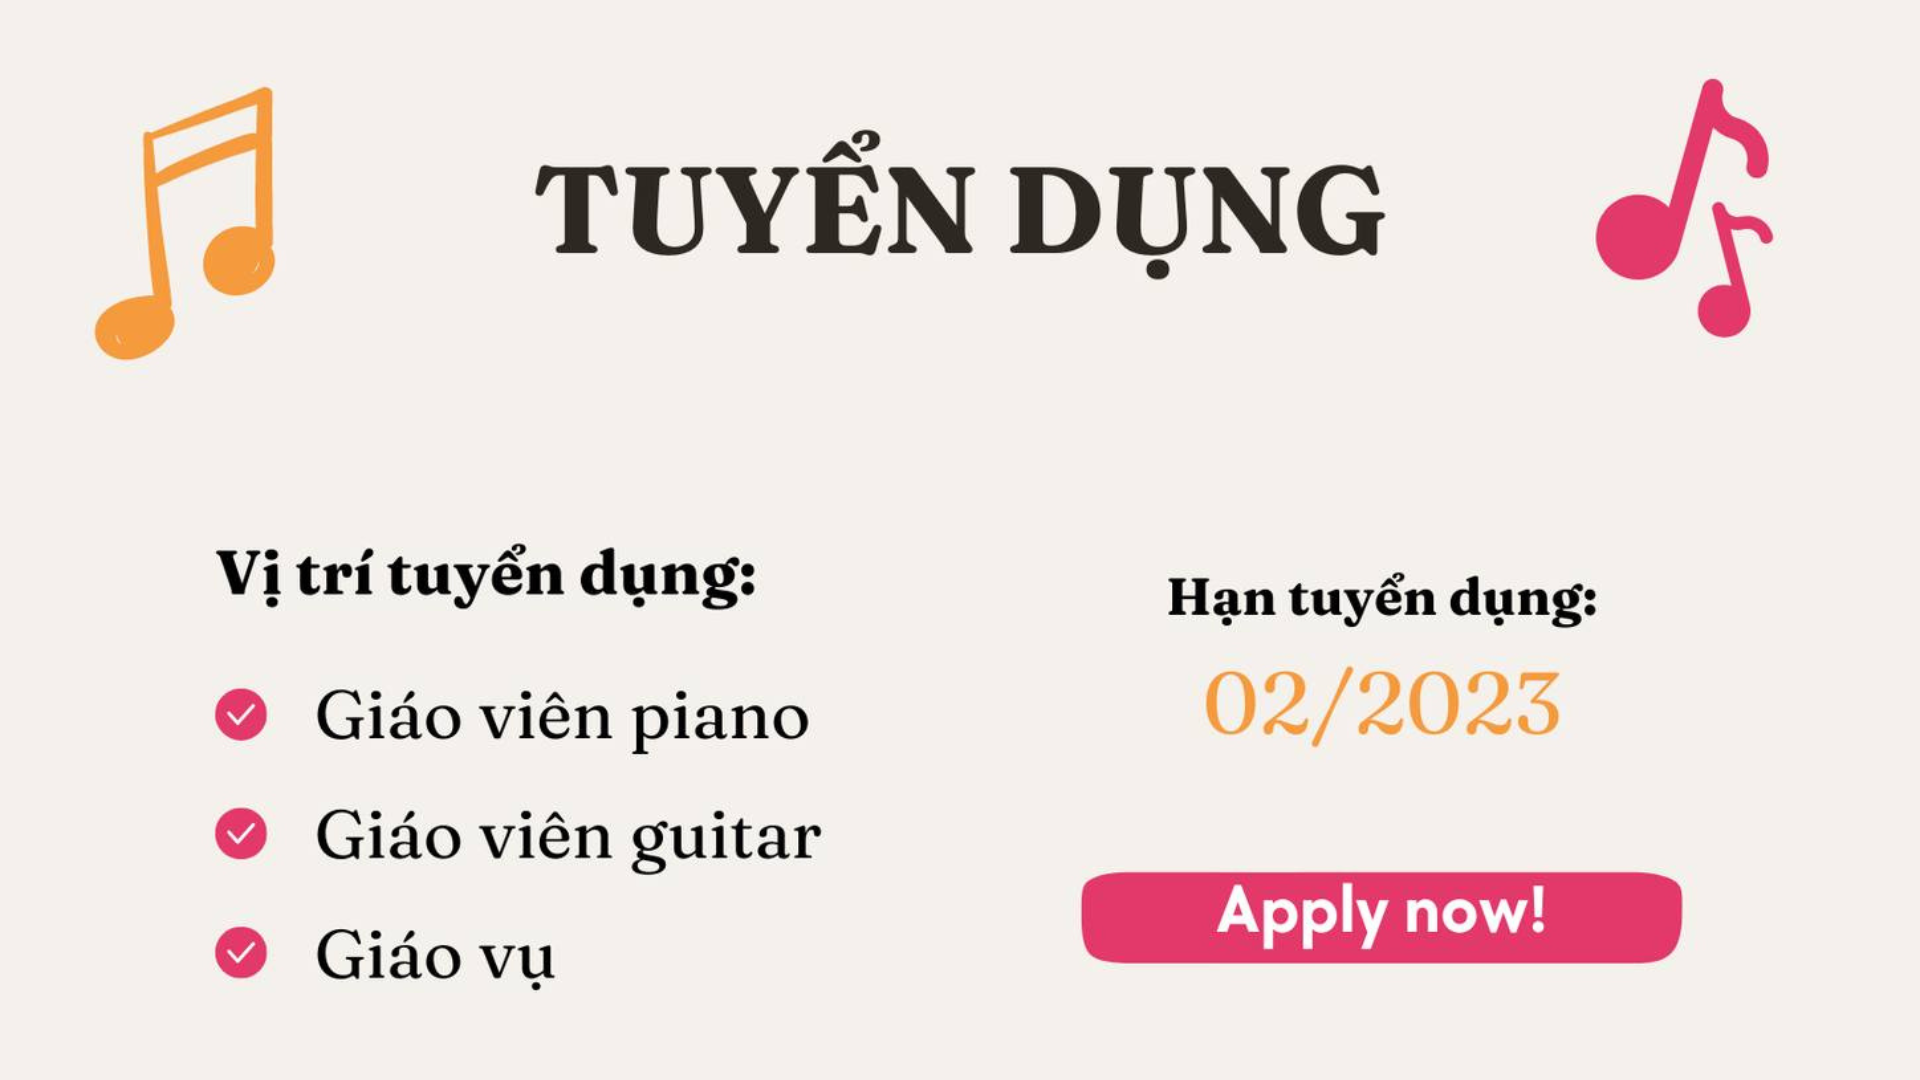 TUYỂN DỤNG
Vị trí tuyển dụng:
Giáo viên piano
Giáo viên guitar
Giáo vụ
Hạn tuyển dụng:
02/2023
Apply now!